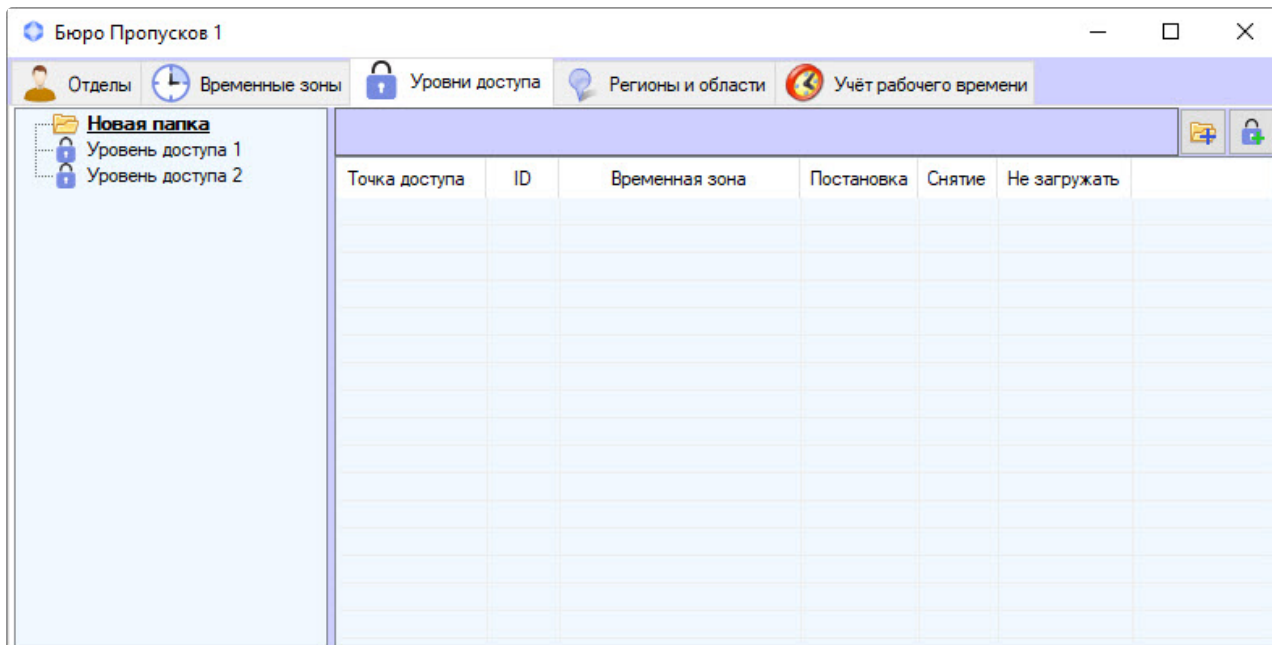 Бюро Пропусков 1
Отделы Временные зоны Уровни доступа Регионы и области Учёт рабочего времени
Новая папка
Уровень доступа 1
Уровень доступа 2
Точка доступа ID Временная зона Постановка Снятие Не загружать